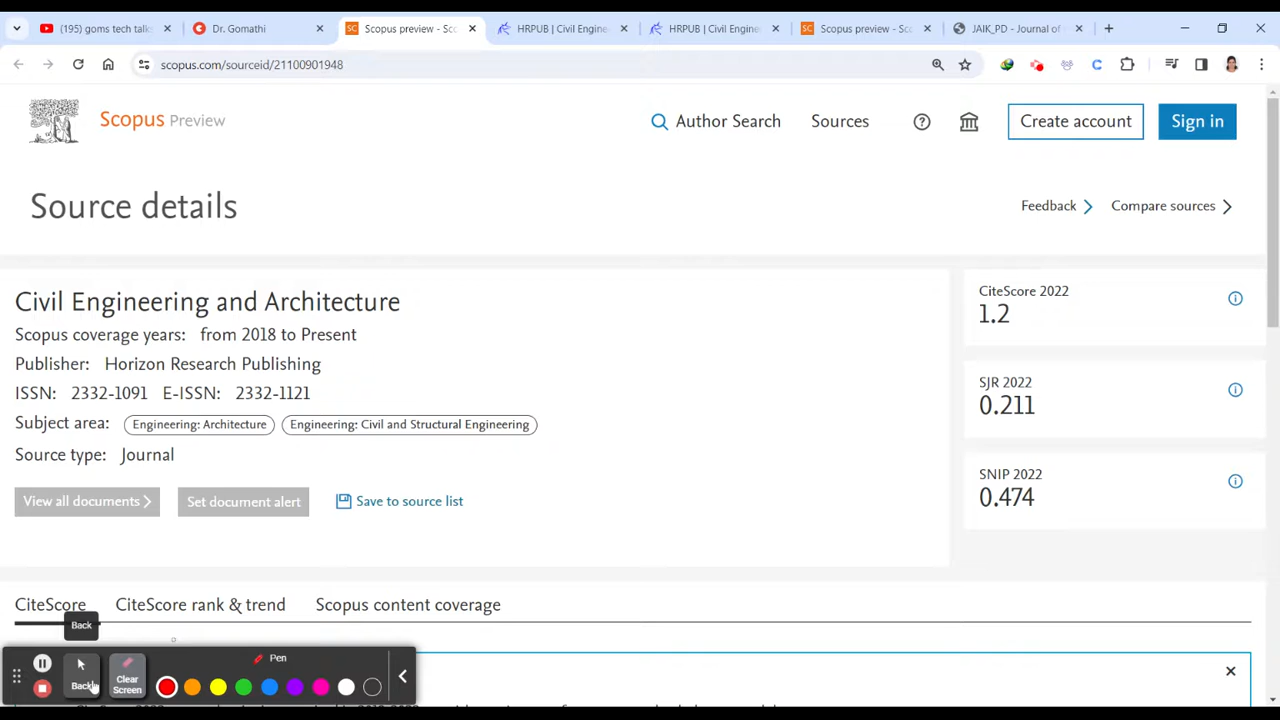 (195) goms tech talks
Dr. Gomathi
Scopus preview - Sco
HRPUB | Civil Engine
HRPUB | Civil Engine
Scopus preview - Sco
JAIK_PD - Journal of
scopus.com/sourceid/21100901948
Scopus Preview
Author Search
Sources
Create account
Sign in
Source details
Feedback
Compare sources
Civil Engineering and Architecture
Scopus coverage years: from 2018 to Present
Publisher: Horizon Research Publishing
ISSN: 2332-1091 E-ISSN: 2332-1121
Subject area: Engineering: Architecture Engineering: Civil and Structural Engineering
Source type: Journal
View all documents
Set document alert
Save to source list
CiteScore 2022
1.2
SJR 2022
0.211
SNIP 2022
0.474
CiteScore
CiteScore rank & trend
Scopus content coverage
Back
Back
Clear Screen
Pen